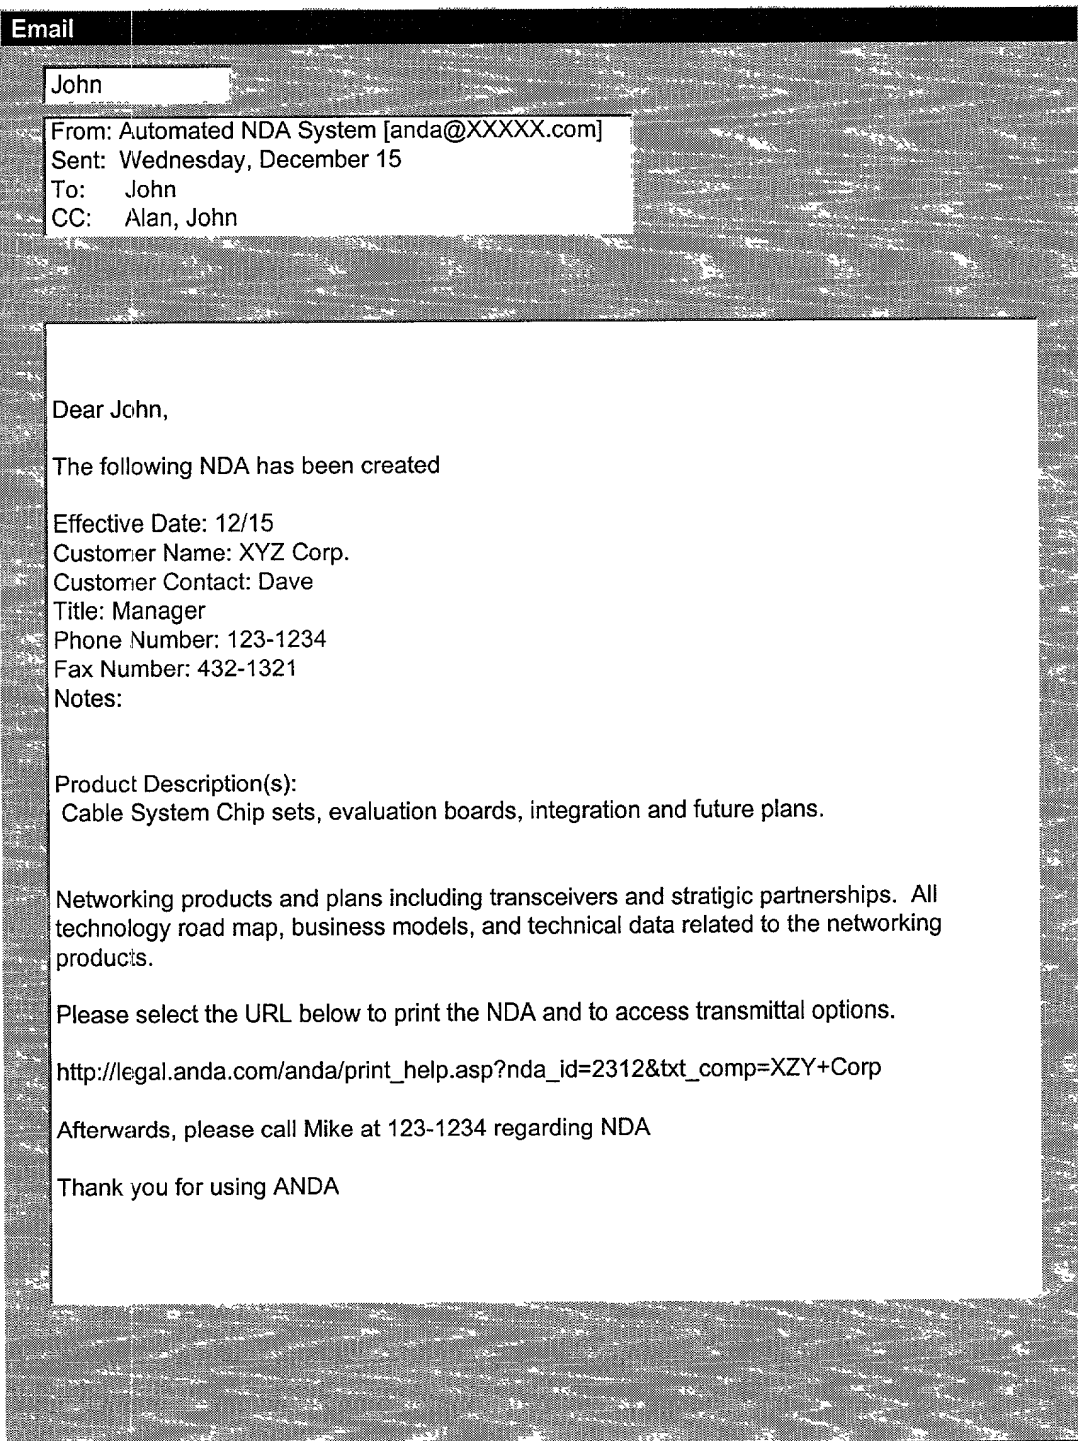 Email
John
From: Automated NDA System [anda@XXXXX.com]
Sent: Wednesday, December 15
To: John
CC: Alan, John
Dear John,
The following NDA has been created
Effective Date: 12/15
Customer Name: XYZ Corp.
Customer Contact: Dave
Title: Manager
Phone Number: 123-1234
Fax Number: 432-1321
Notes:
Product Description(s):
Cable System Chip sets, evaluation boards, integration and future plans.
Networking products and plans including transceivers and stratigic partnerships. All
technology road map, business models, and technical data related to the networking
products.
Please select the URL below to print the NDA and to access transmittal options.
http://legal.anda.com/anda/print_help.asp?nda_id=2312&txt_comp=XZY+Corp
Afterwards, please call Mike at 123-1234 regarding NDA
Thank you for using ANDA